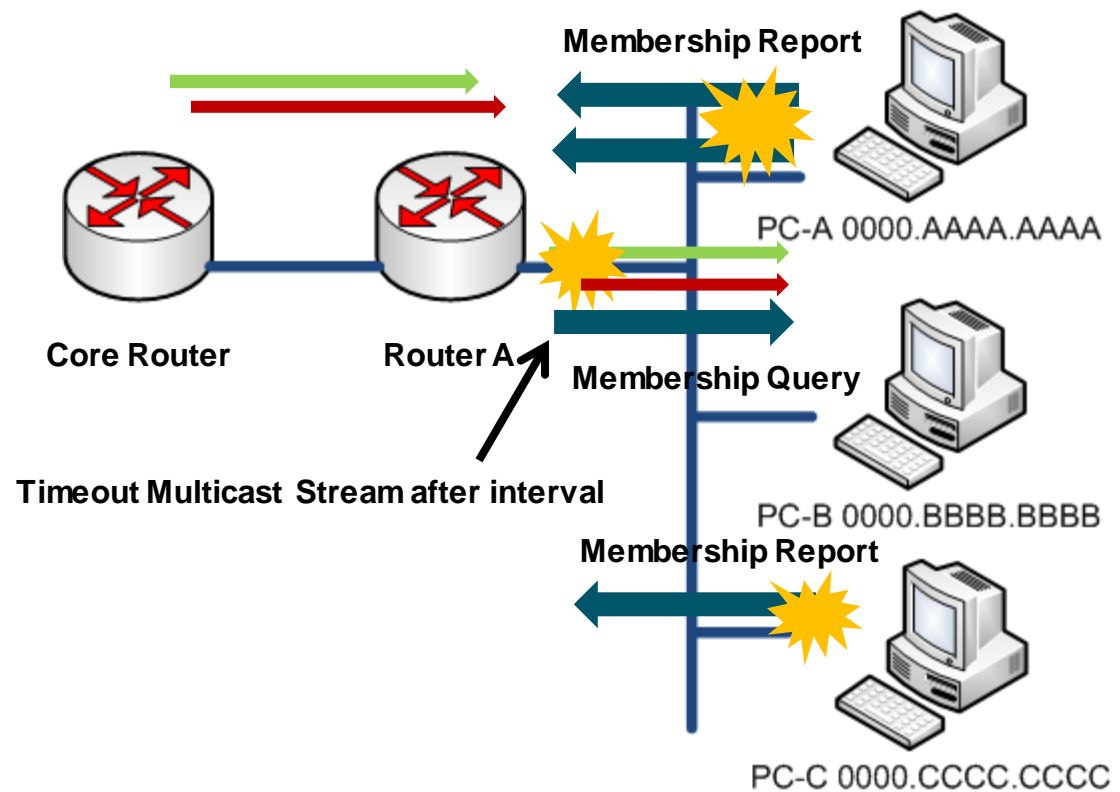 Membership Report
PC-A 0000.AAAA.AAAA
Core Router
Router A
Membership Query
Timeout Multicast Stream after interval
PC-B 0000.BBBB.BBBB
Membership Report
PC-C 0000.CCCC.CCCC